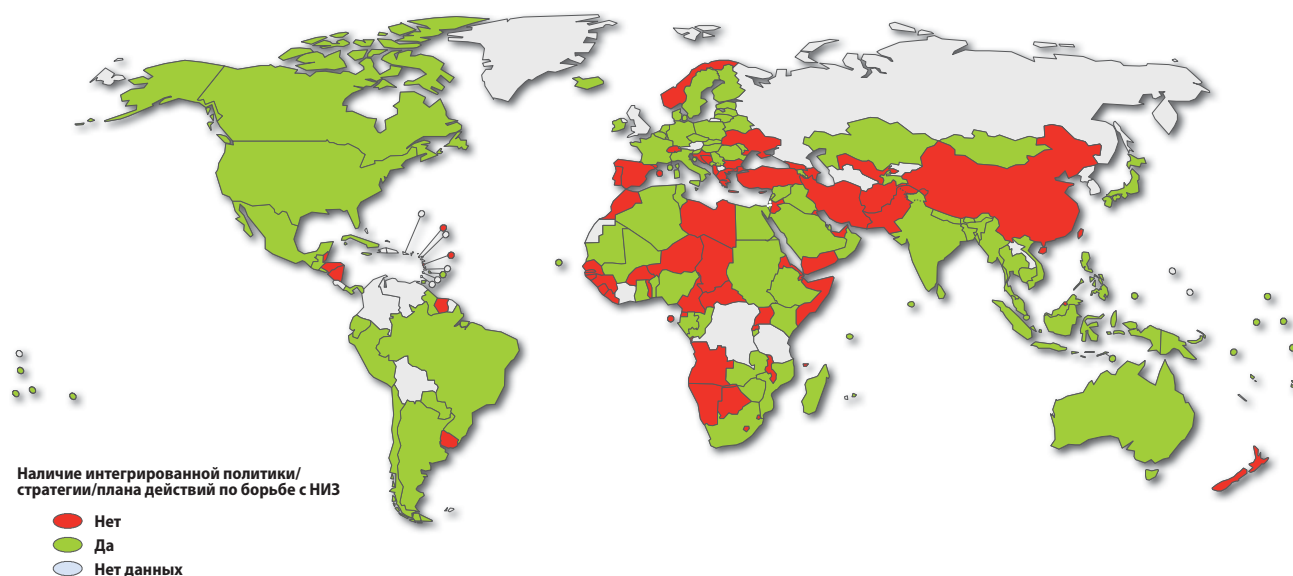 Наличие интегрированной политики/
стратегии/плана действий по борьбе с НИЗ
Нет
Да
Нет данных